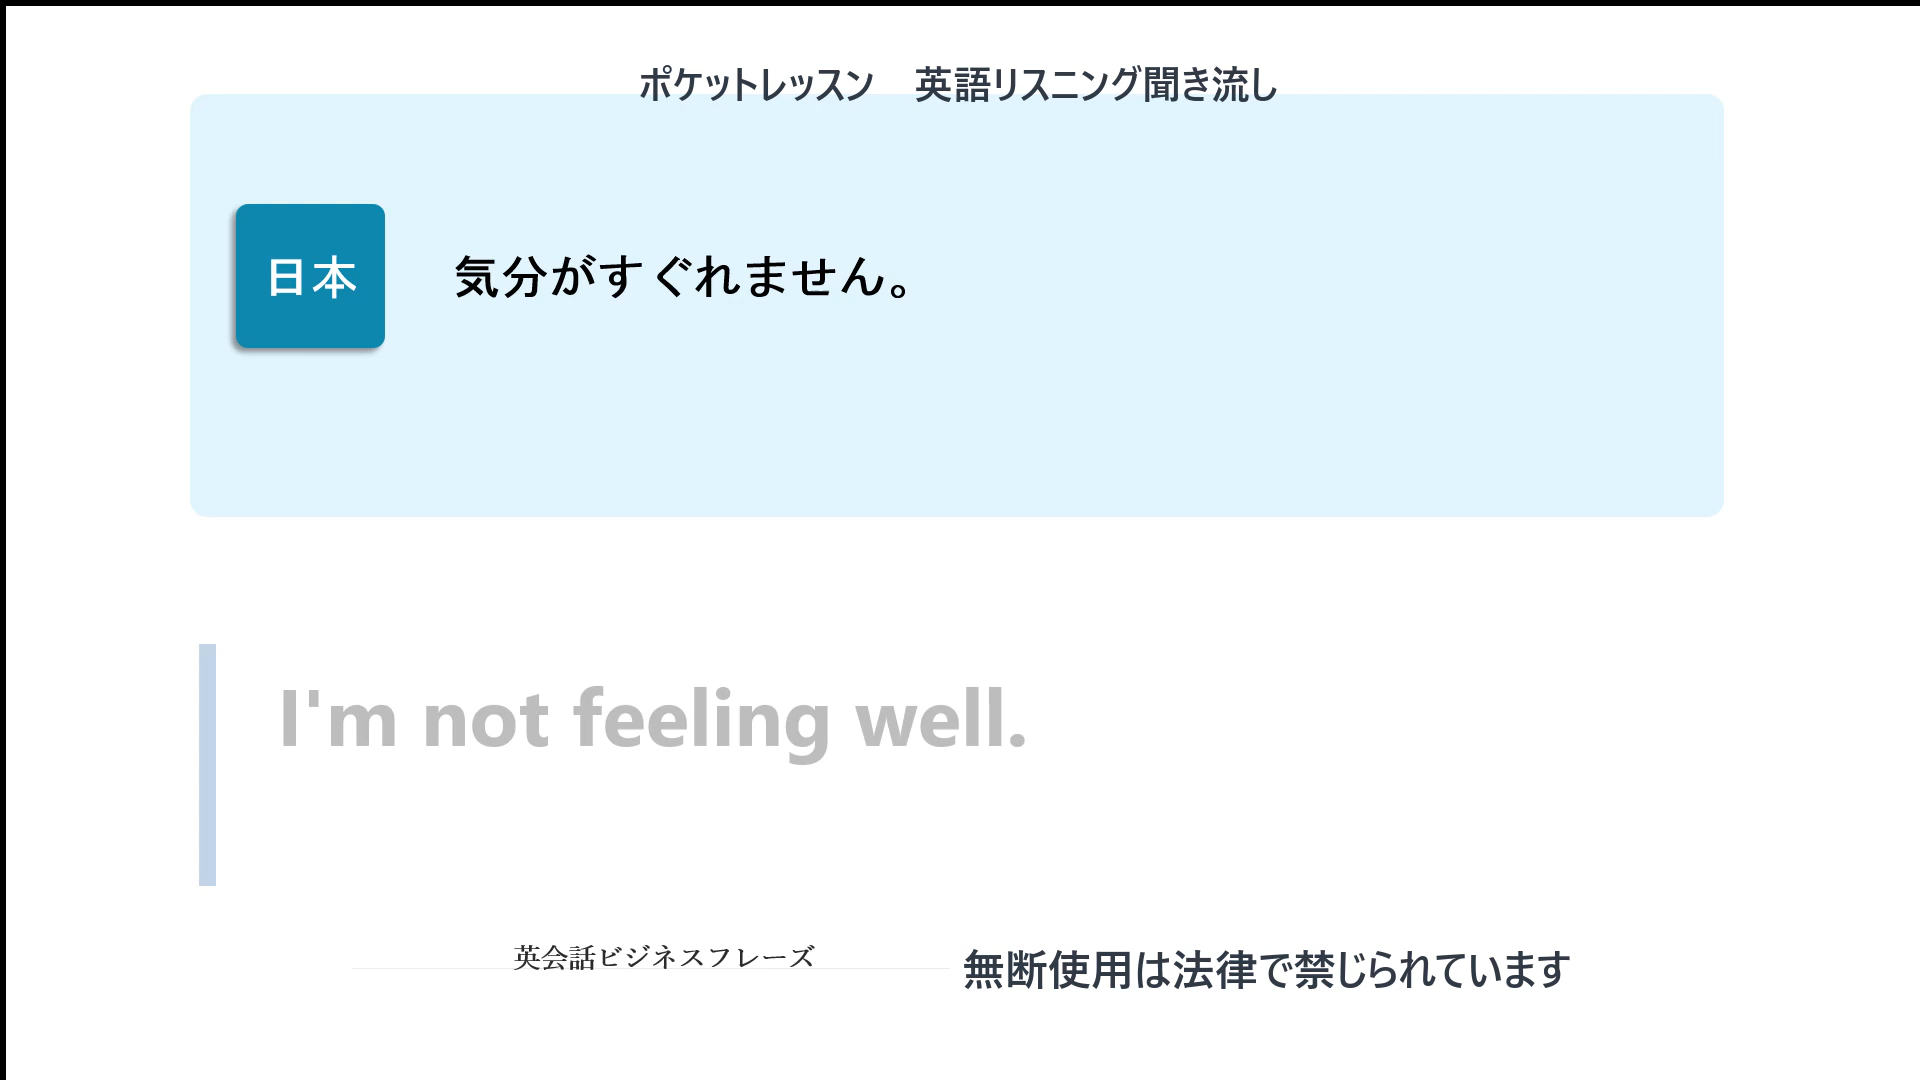 ポケットレッスン　英語リスニング聞き流し
日本
気分がすぐれません。
I'm not feeling well.
英会話ビジネスフレーズ
無断使用は法律で禁じられています